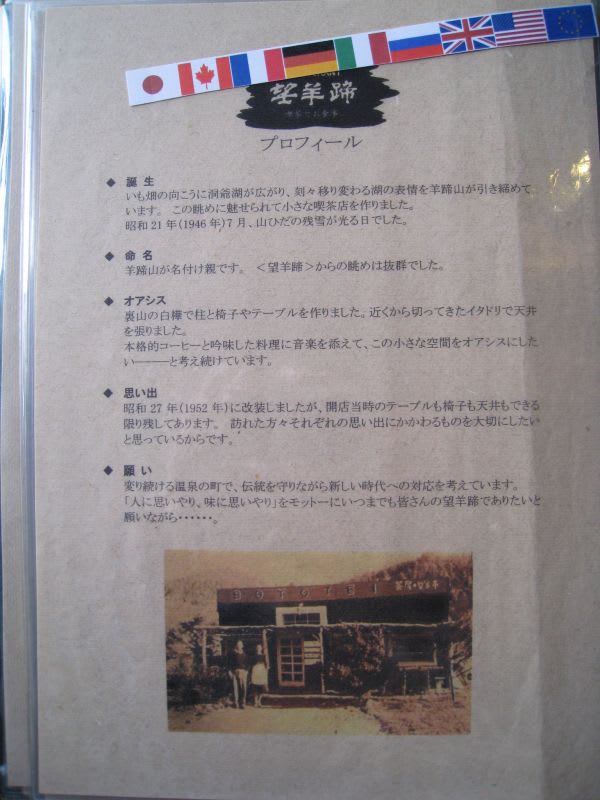 望羊蹄
プロフィール
◆ 誕生
いも畑の向こうに洞爺湖が広がり、刻々移り変わる湖の表情を羊蹄山が引き締めて
います。 この眺めに魅せられて小さな喫茶店を作りました。
昭和21年(1946年)7月、山ひだの残雪が光る日でした。
◆ 命名
羊蹄山が名付け親です。 <望羊蹄>からの眺めは抜群でした。
◆ オアシス
裏山の白樺で柱と椅子やテーブルを作りました。近くから切ってきたイタドリで天井
を張りました。
本格的コーヒーと吟味した料理に音楽を添えて、この小さな空間をオアシスにした
い―――と考え続けています。
◆ 思い出
昭和27年(1952年)に改装しましたが、開店当時のテーブルも椅子も天井もできる
限り残してあります。 訪れた方々それぞれの思い出にかかわるものを大切にしたい
と思っているからです。
◆ 願い
変り続ける温泉の町で、伝統を守りながら新しい時代への対応を考えています。
「人に思いやり、味に思いやり」をモットーにいつまでも皆さんの望羊蹄でありたいと
願いながら・・・・・・。
BOYOTEI